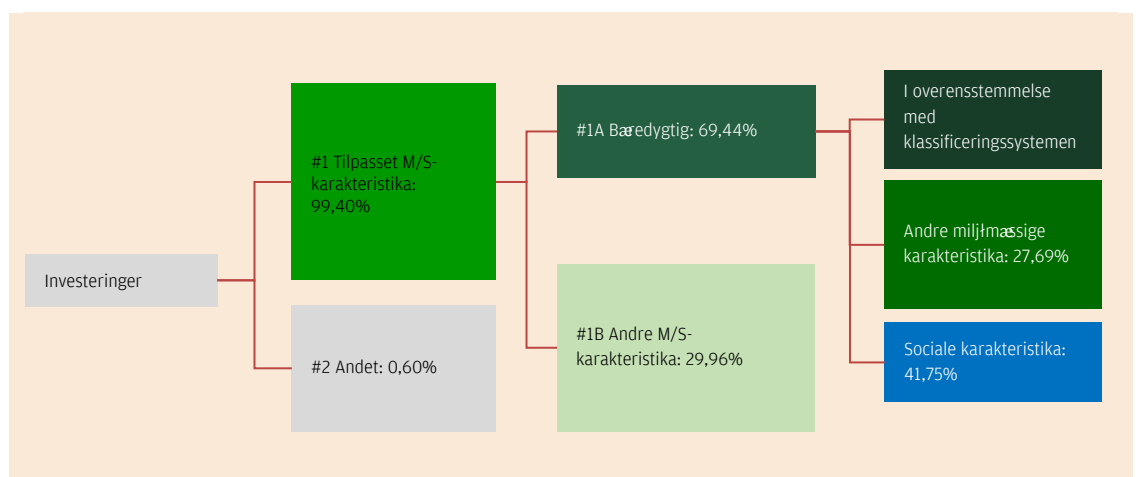 Investeringer
#1 Tilpasset M/S-
karakteristika:
99,40%
#2 Andet: 0,60%
#1A Bæredygtig: 69,44%
#1B Andre M/S-
karakteristika: 29,96%
I overensstemmelse
med
klassificeringssystemen
Andre miljłmæssige
karakteristika: 27,69%
Sociale karakteristika:
41,75%